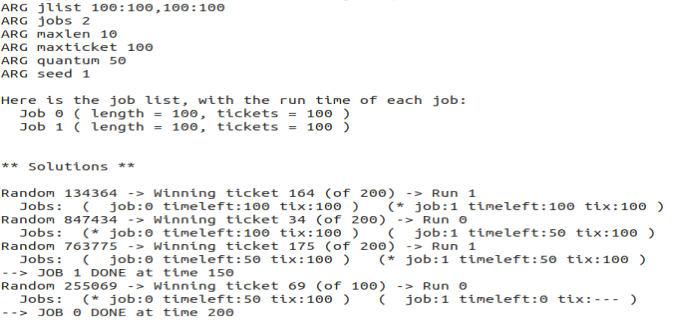 ARG jlist 100:100,100:100
ARG jobs 2
ARG maxlen 10
ARG maxticket 100
ARG quantum 50
ARG seed 1
Here is the job list, with the run time of each job:
Job 0 ( length = 100, tickets = 100 )
Job 1 ( length = 100, tickets = 100 )
** Solutions **
Random 134364 -> Winning ticket 164 (of 200) -> Run 1
Jobs: ( job:0 timeleft:100 tix:100 ) (* job:1 timeleft:100 tix:100 )
Random 847434 -> Winning ticket 34 (of 200) -> Run 0
Jobs: (* job:0 timeleft:100 tix:100 ) ( job:1 timeleft:50 tix:100 )
Random 763775 -> Winning ticket 175 (of 200) -> Run 1
Jobs: ( job:0 timeleft:50 tix:100 ) (* job:1 timeleft:50 tix:100 )
--> JOB 1 DONE at time 150
Random 255069 -> Winning ticket 69 (of 100) -> Run 0
Jobs: (* job:0 timeleft:50 tix:100 ) ( job:1 timeleft:0 tix:--- )
--> JOB 0 DONE at time 200